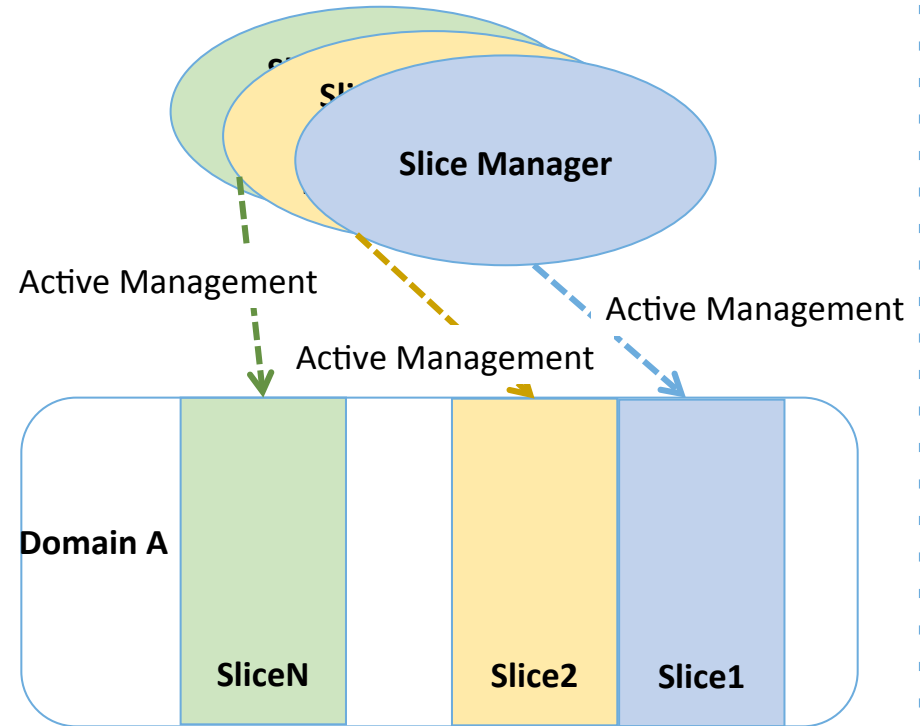 Slice Manager
Active Management
Active Management
Active Management
Domain A
SliceN
Slice2
Slice1